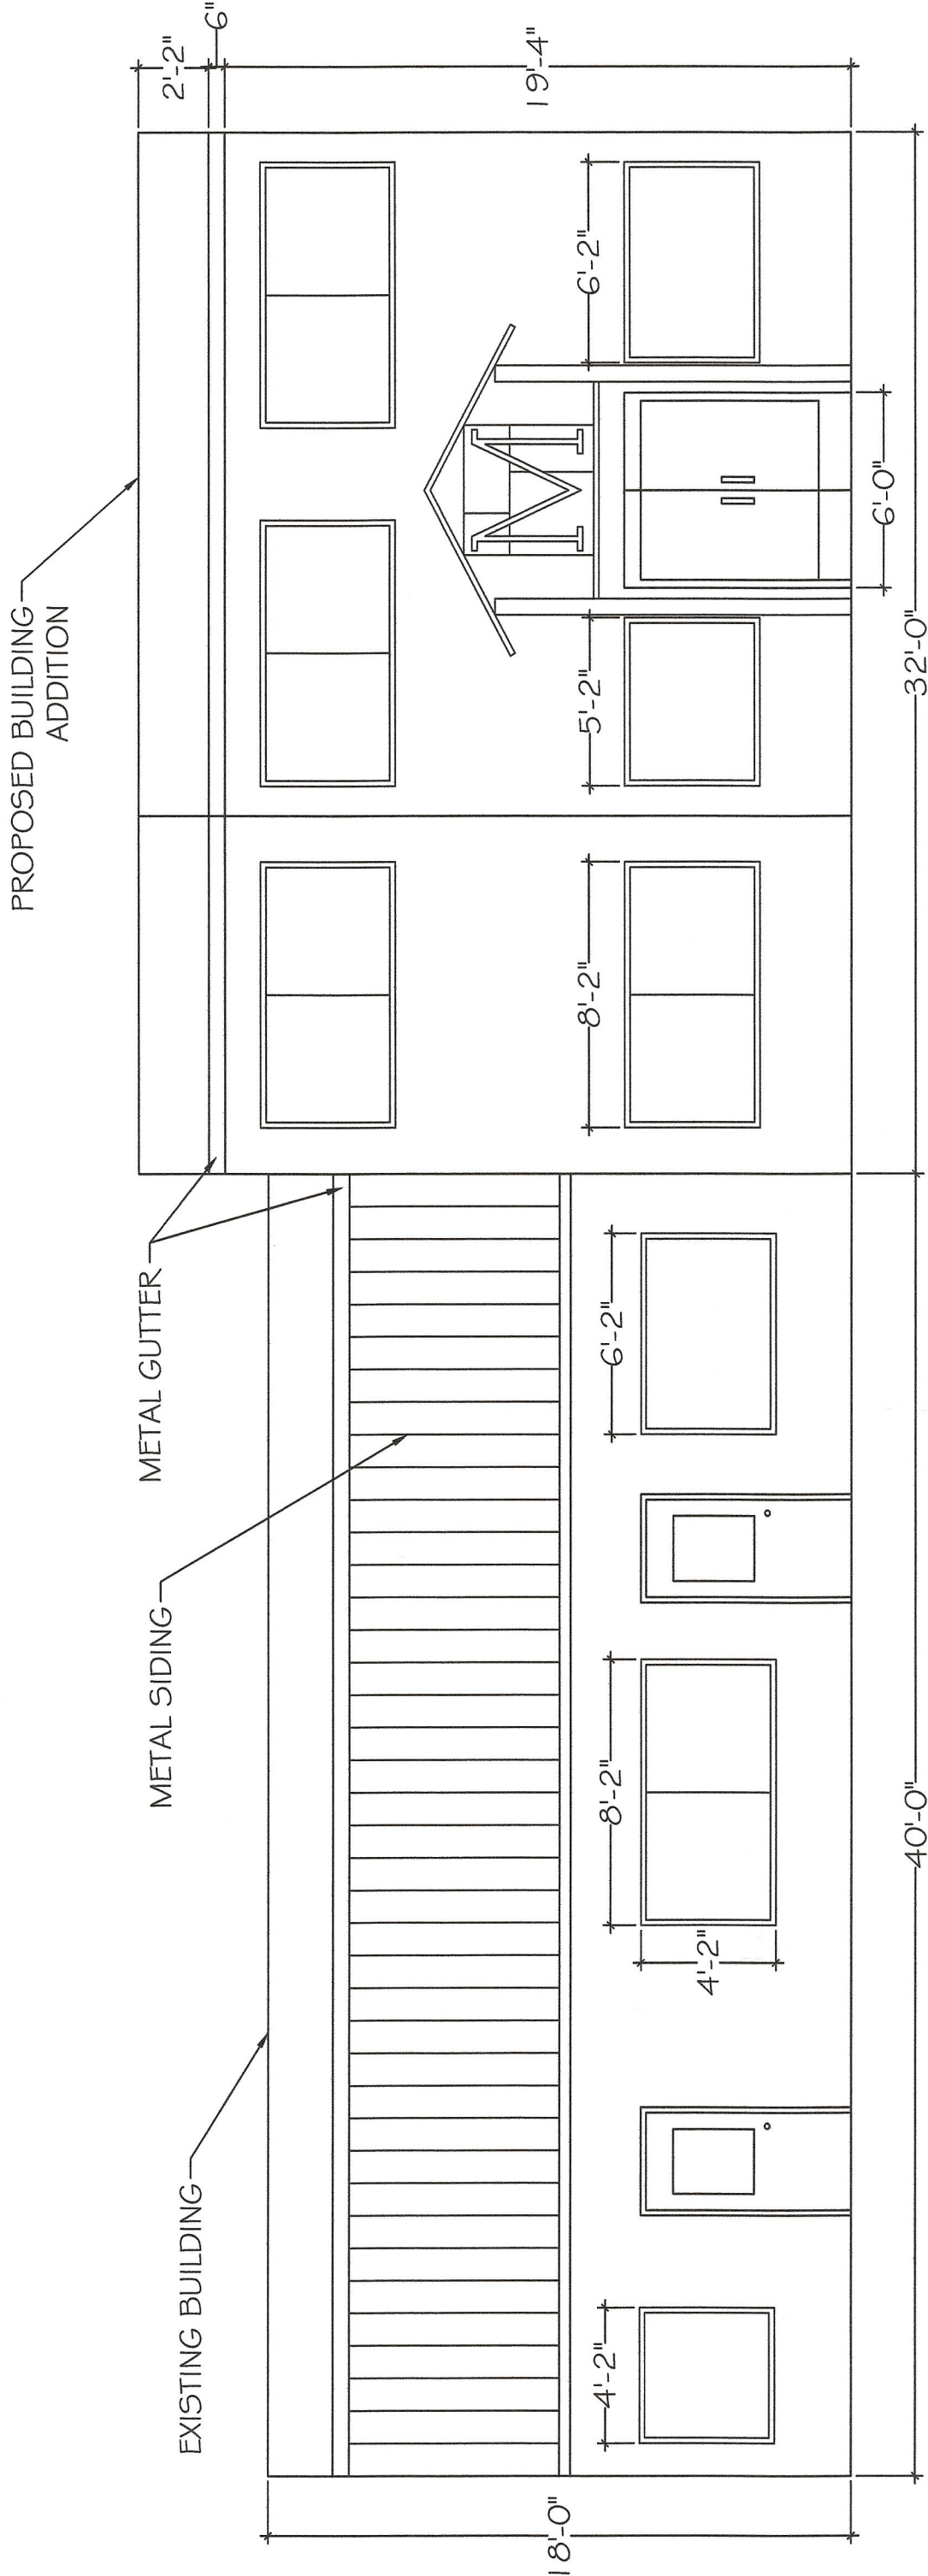 PROPOSED BUILDING
ADDITION
METAL GUTTER
METAL SIDING
EXISTING BUILDING
2'-2"
6"
19'-4"
18'-0"
4'-2"
8'-2"
4'-2"
6'-2"
8'-2"
5'-2"
6'-2"
M
6'-0"
40'-0"
32'-0"